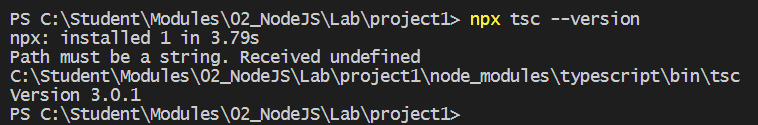 PS C:\Student\Modules\02_NodeJS\Lab\project1> npx tsc --version
npx: installed 1 in 3.79s
Path must be a string. Received undefined
C:\Student\Modules\02_NodeJS\Lab\project1\node_modules\typescript\bin\tsc
Version 3.0.1
PS C:\Student\Modules\02_NodeJS\Lab\project1>